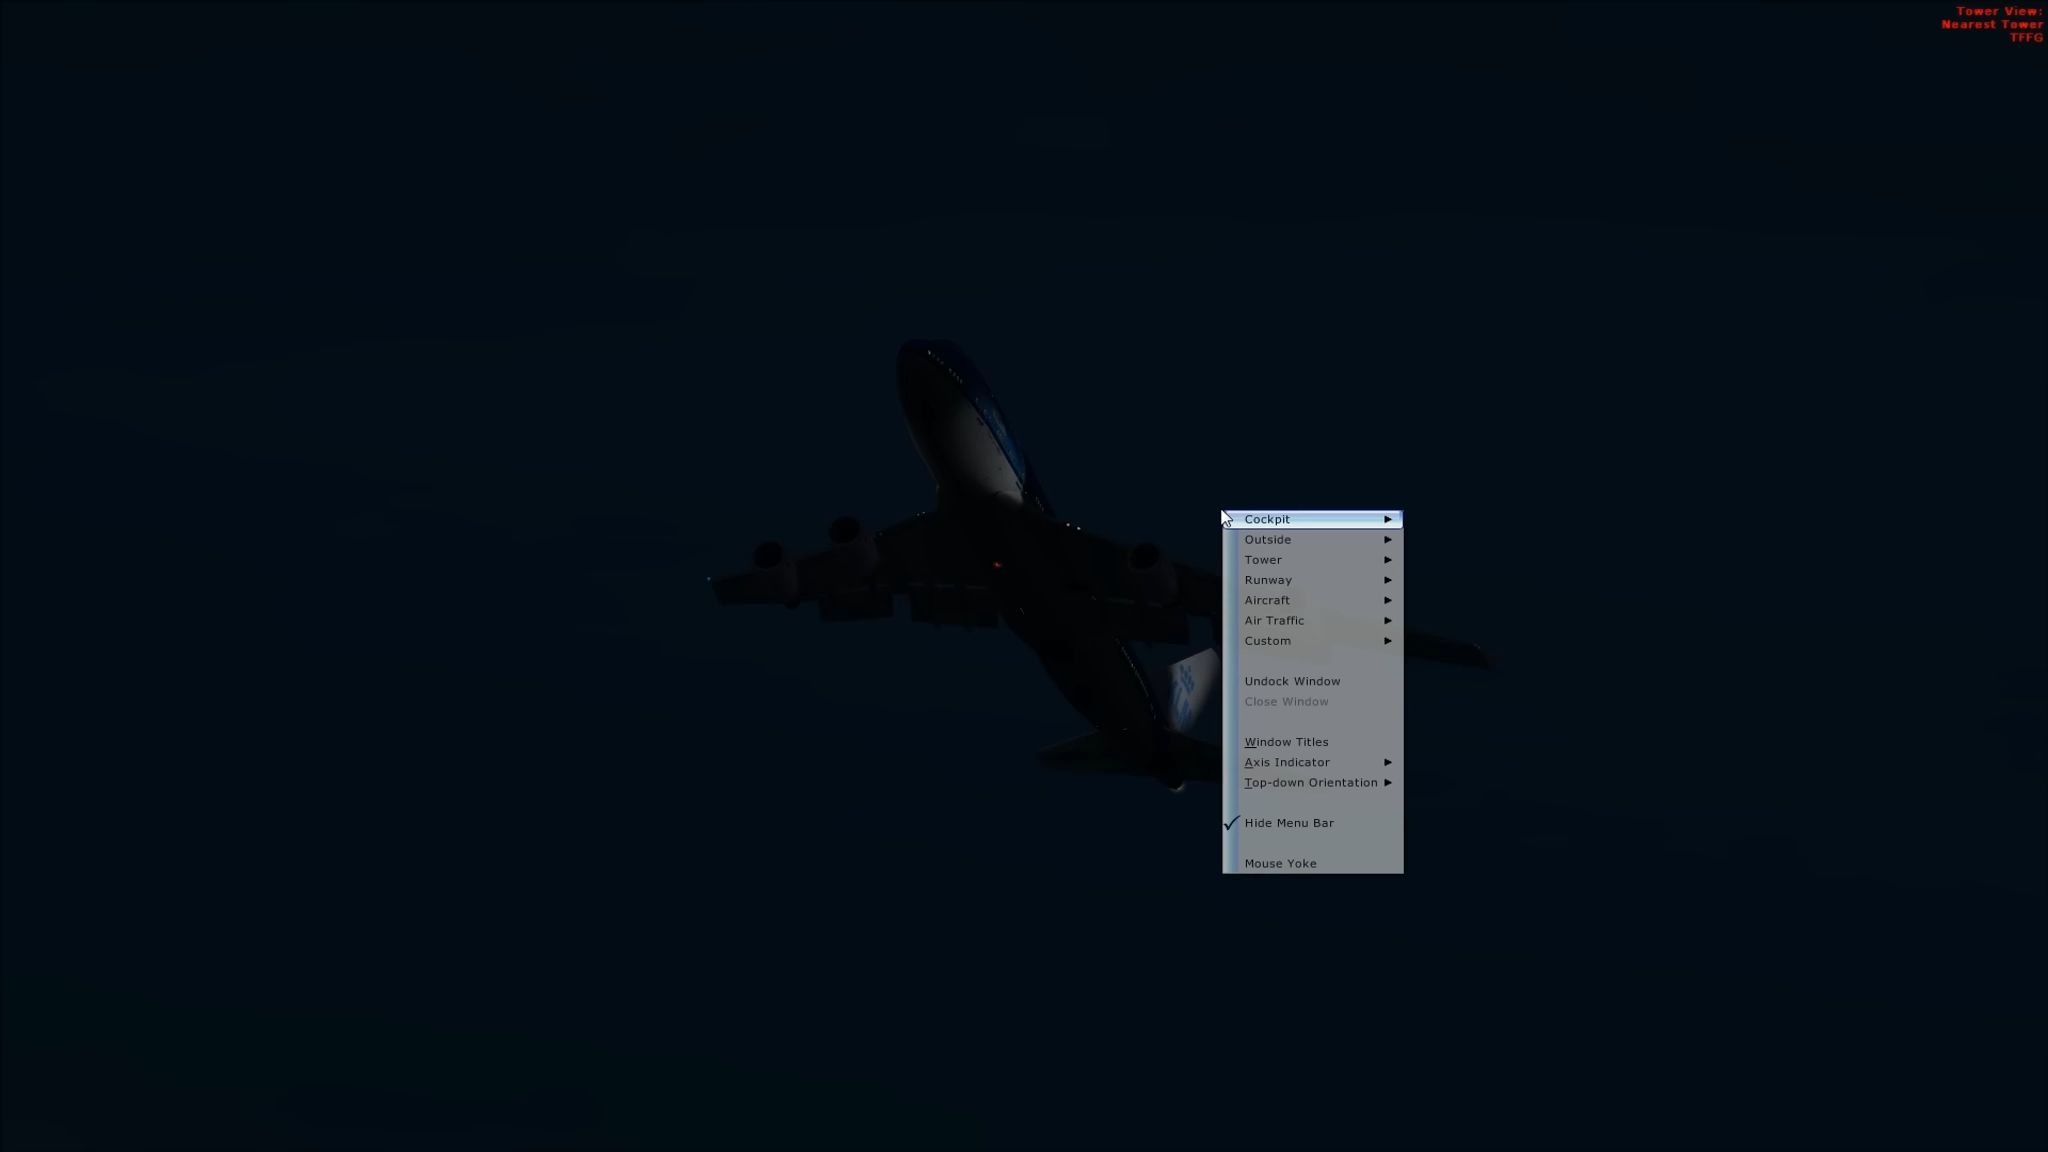 Tower View:
Nearest Tower
TFFG
Cockpit
Outside
Tower
Runway
Aircraft
Air Traffic
Custom
Undock Window
Close Window
Window Titles
Axis Indicator
Top-down Orientation
Hide Menu Bar
Mouse Yoke